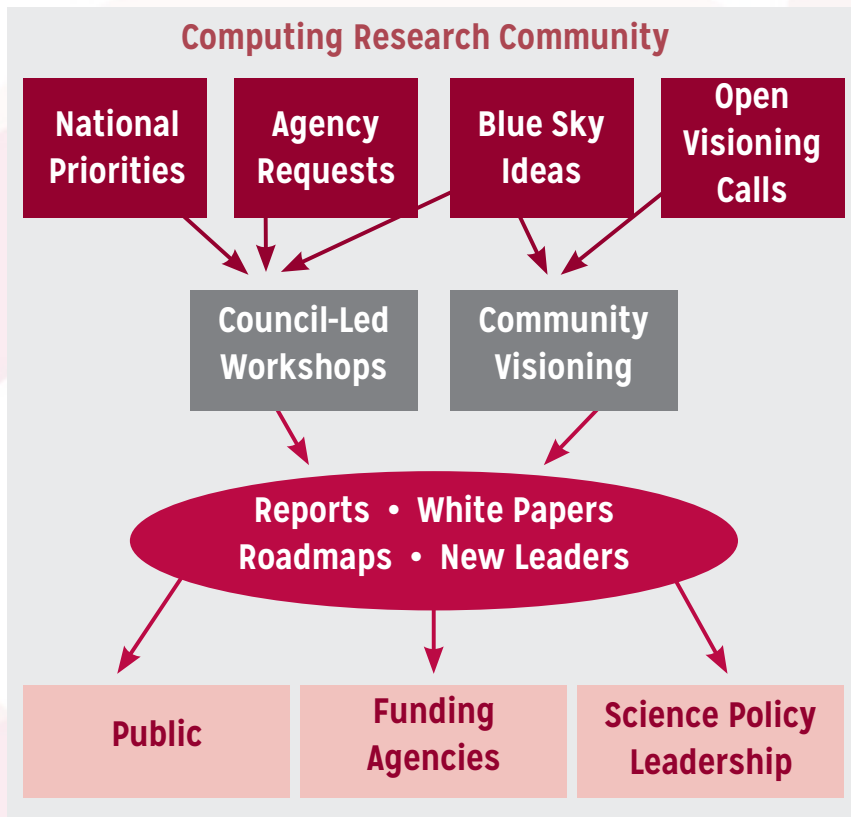 Computing Research Community
National
Priorities
Agency
Requests
Blue Sky
Ideas
Open
Visioning
Calls
Council-Led
Workshops
Community
Visioning
Reports • White Papers
Roadmaps • New Leaders
Public
Funding
Agencies
Science Policy
Leadership